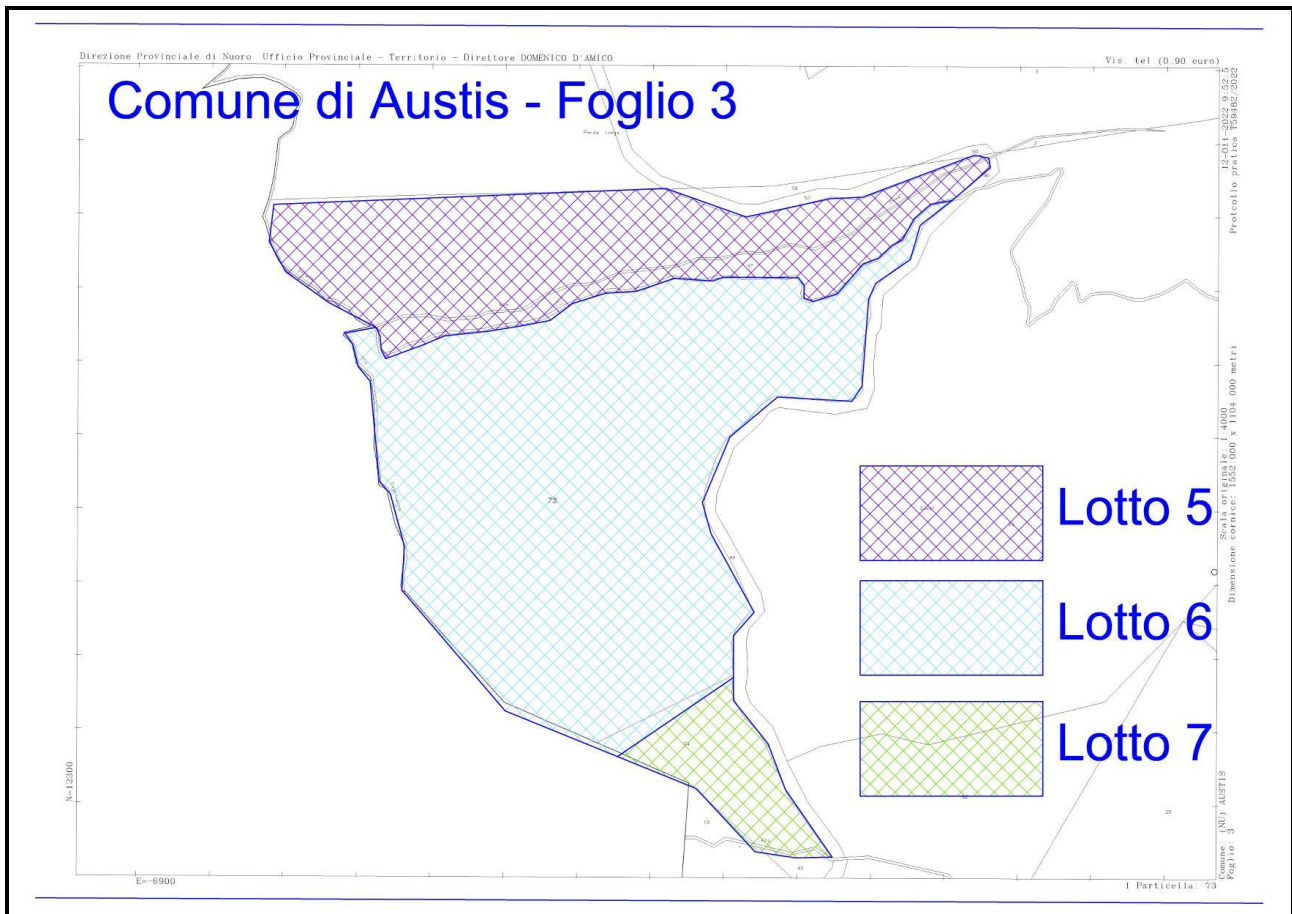 Direzione Provinciale di Nuoro Ufficio Provinciale - Territorio - Direttore DOMENICO D'AMICO
Vis. tel. (0.90 euro)
Comune di Austis - Foglio 3
12-Ott-2022 9:52:5
Protcollo pratica T59482/2022
Scala originale: 1:4000
Dimensione cornice: 1552.000 x 1104.000 metri
Comune: (NU) AUSTIS
Foglio: 3
73
Lotto 5
Lotto 6
Lotto 7
N=12300
E=-6900
1 Particella: 73